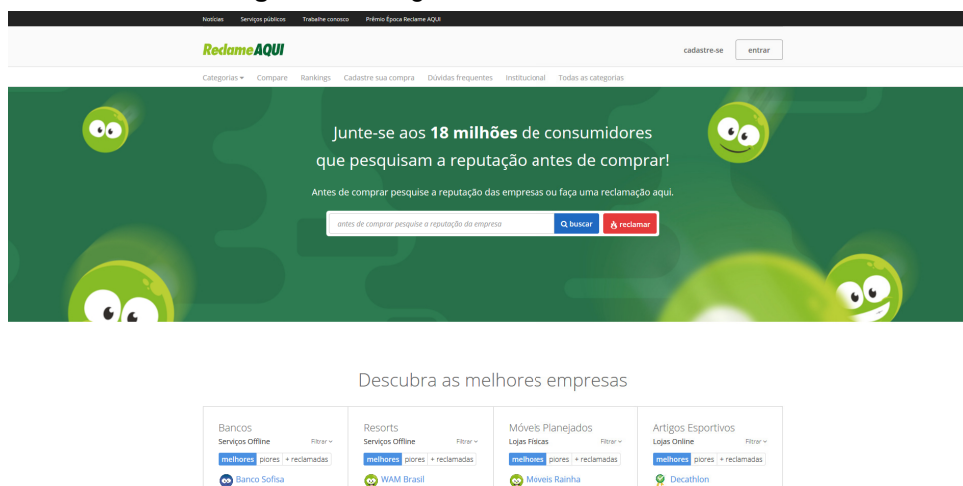 Notícias Serviços públicos Trabalhe conosco Prêmio Época Reclame AQUI
ReclameAQUI
cadastre-se entrar
Categorias Compare Rankings Cadastre sua compra Dúvidas frequentes Institucional Todas as categorias
Junte-se aos 18 milhões de consumidores
que pesquisam a reputação antes de comprar!
Antes de comprar pesquise a reputação das empresas ou faça uma reclamação aqui.
antes de comprar pesquise a reputação da empresa buscar reclamar
Descubra as melhores empresas
Bancos Resorts Móveis Planejados Artigos Esportivos
Serviços Offline Filtrar Serviços Offline Filtrar Lojas Físicas Filtrar Lojas Online Filtrar
melhores piores + reclamadas melhores piores + reclamadas melhores piores + reclamadas melhores piores + reclamadas
Banco Sofisa WAM Brasil Moveis Rainha Decathlon